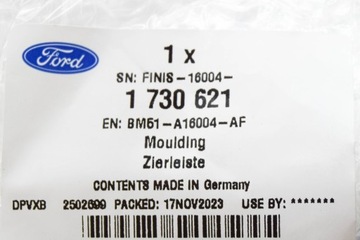 Ford
1 x
SN: FINIS-16004-
1 730 621
EN: BM51-A16004-AF
Moulding
Zierleiste
CONTENTS MADE IN Germany
DPVXB 2502699 PACKED: 17NOV2023 USE BY: *******